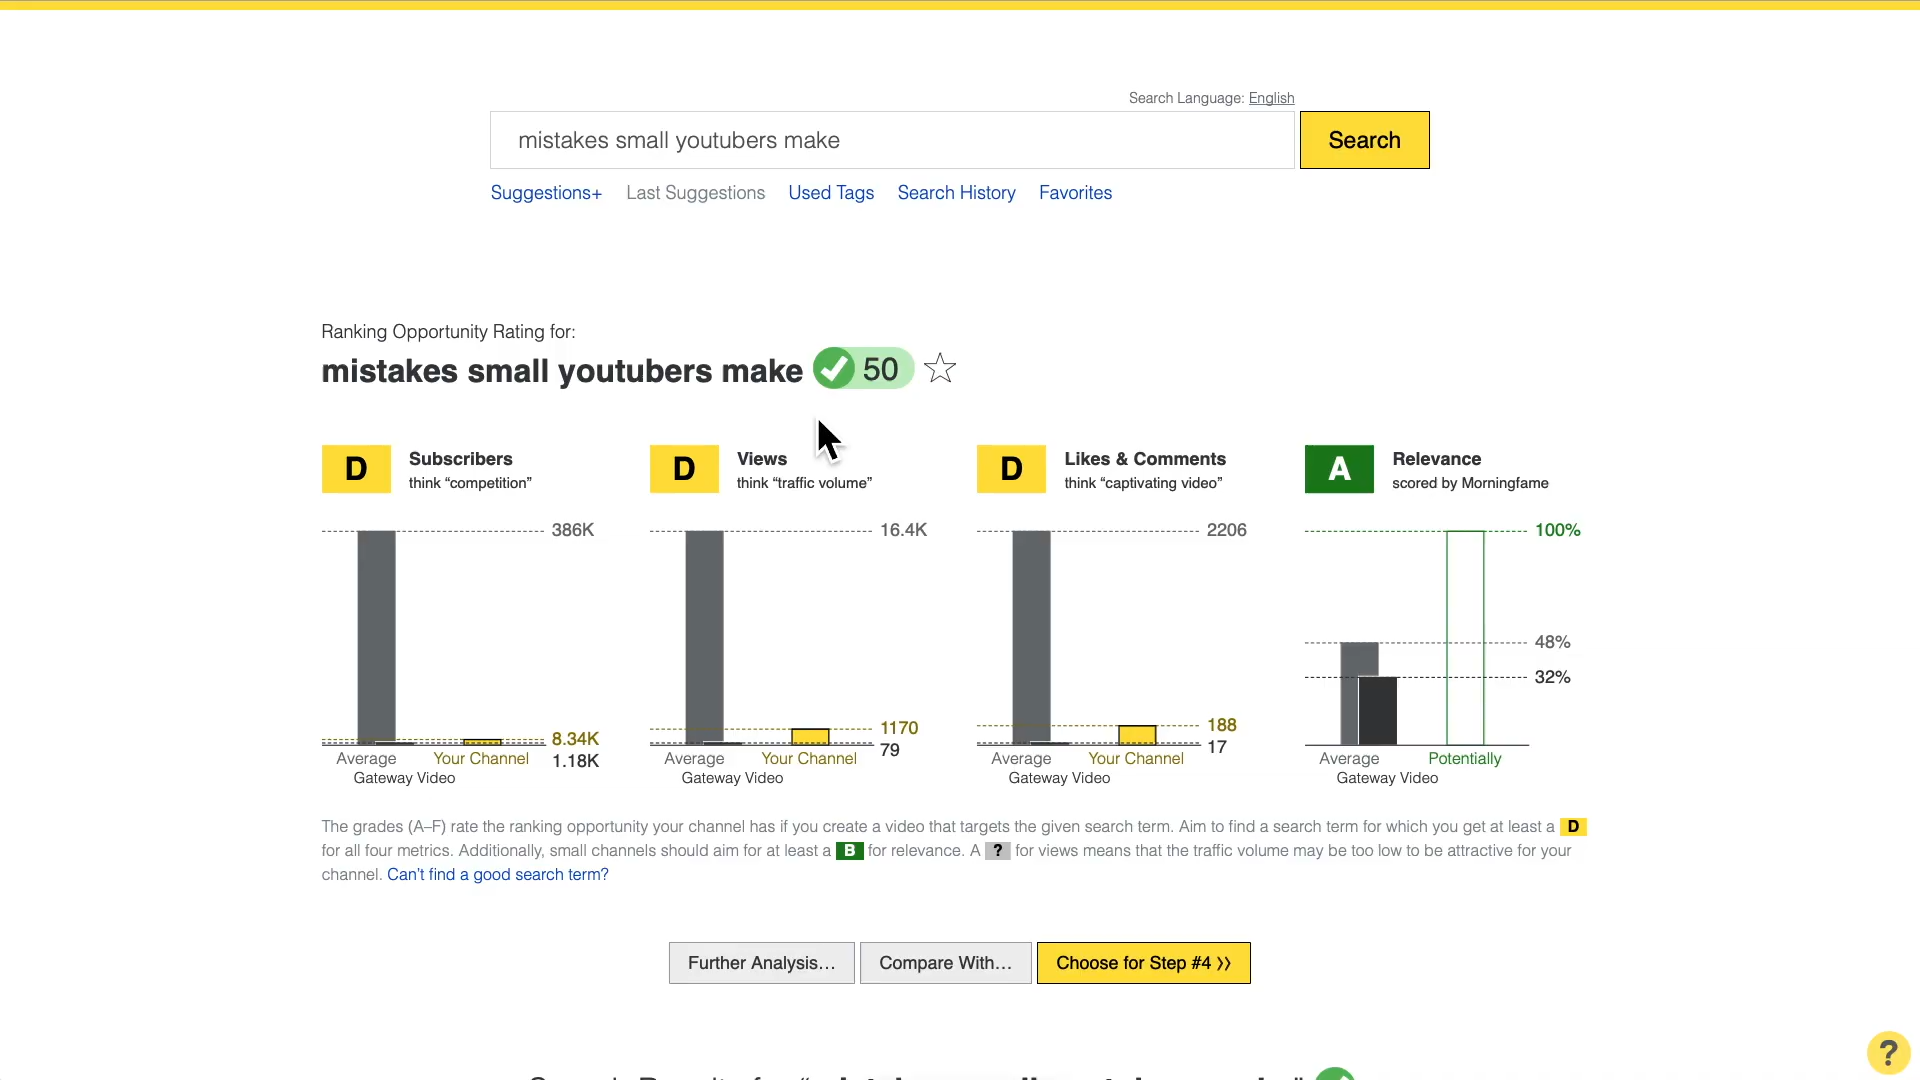 Search Language: English
mistakes small youtubers make
Search
Suggestions+ Last Suggestions Used Tags Search History Favorites
Ranking Opportunity Rating for:
mistakes small youtubers make 50
D Subscribers
think “competition”
386K
8.34K
1.18K
Average Your Channel
Gateway Video
D Views
think “traffic volume”
16.4K
1170
79
Average Your Channel
Gateway Video
D Likes & Comments
think “captivating video”
2206
188
17
Average Your Channel
Gateway Video
A Relevance
scored by Morningfame
100%
48%
32%
Average Potentially
Gateway Video
The grades (A–F) rate the ranking opportunity your channel has if you create a video that targets the given search term. Aim to find a search term for which you get at least a D
for all four metrics. Additionally, small channels should aim for at least a B for relevance. A ? for views means that the traffic volume may be too low to be attractive for your
channel. Can't find a good search term?
Further Analysis… Compare With… Choose for Step #4 ⟩⟩
?